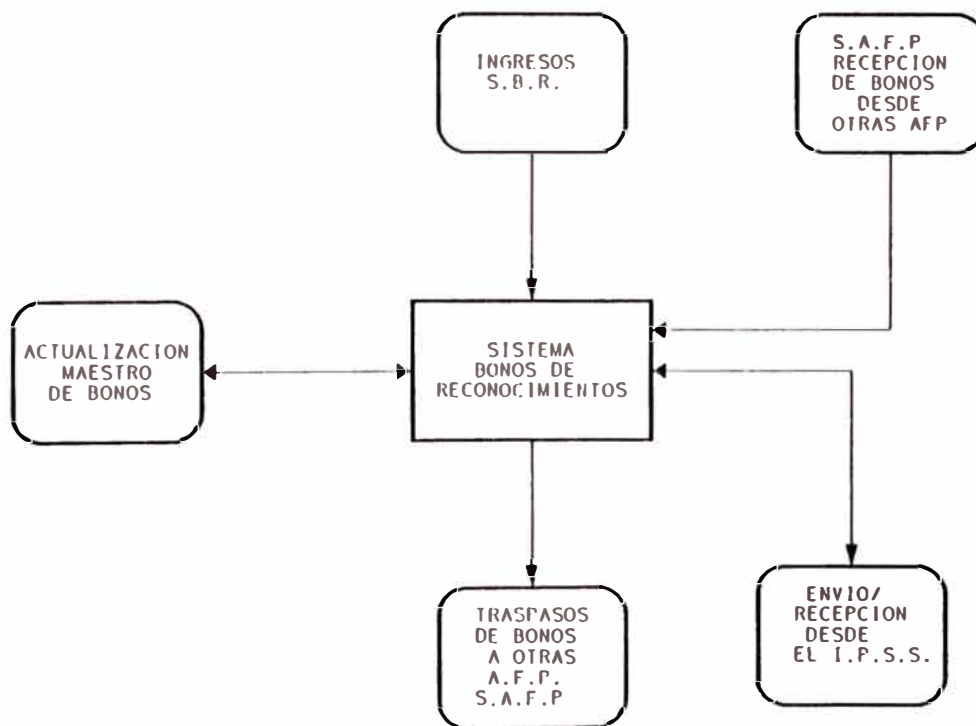 INGRESOS
S.B.R.
S.A.F.P
RECEPCION
DE BONOS
DESDE
OTRAS AFP
ACTUALIZACION
MAESTRO
DE BONOS
SISTEMA
BONOS DE
RECONOCIMIENTOS
TRASPASOS
DE BONOS
A OTRAS
A.F.P.
S.A.F.P
ENVIO/
RECEPCION
DESDE
EL I.P.S.S.